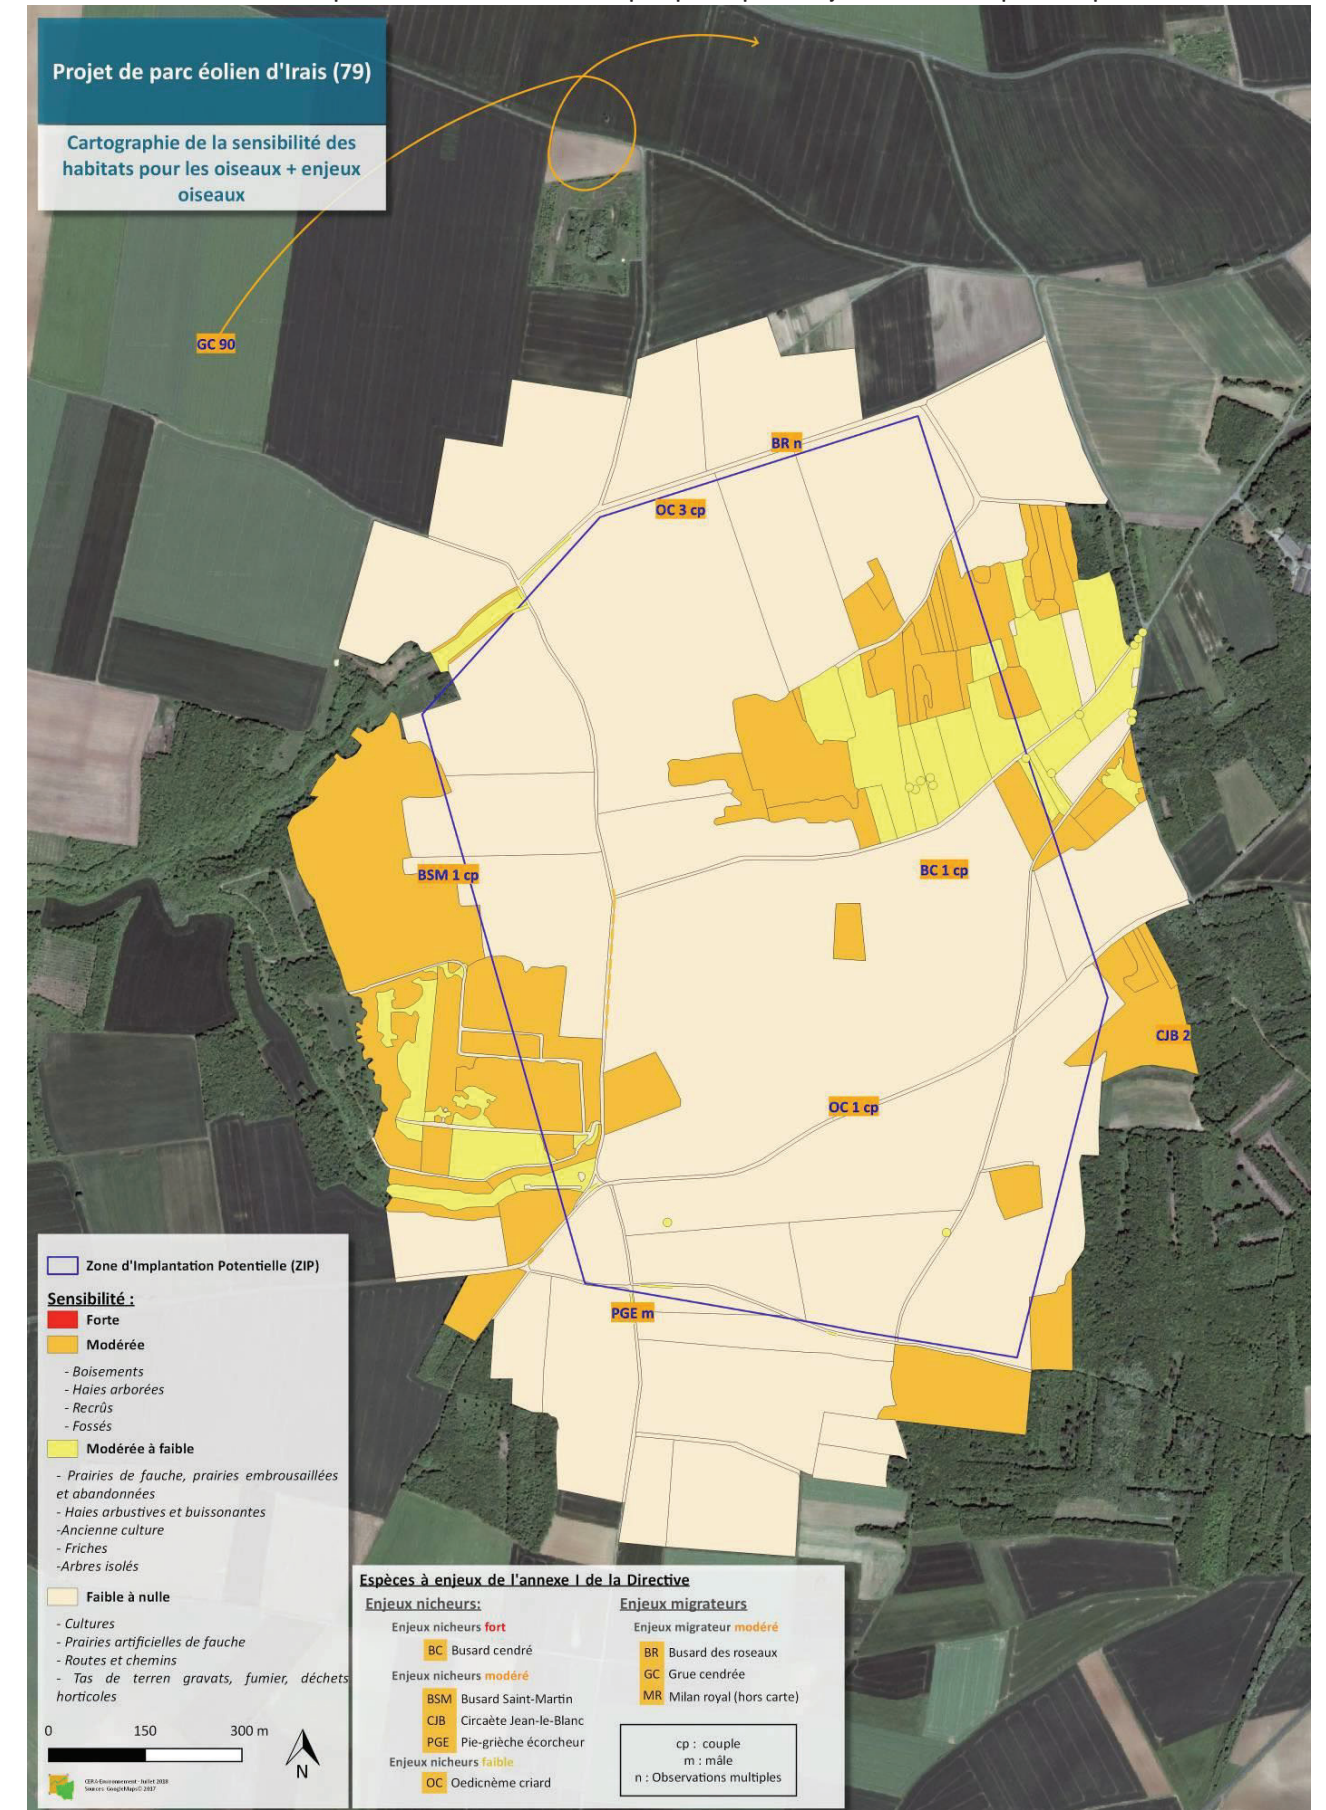 Projet de parc éolien d'Irais (79)
Cartographie de la sensibilité des
habitats pour les oiseaux + enjeux
oiseaux
GC 90
BR n
OC 3 cp
BSM 1 cp
BC 1 cp
CJB 2
OC 1 cp
PGE m
Zone d'Implantation Potentielle (ZIP)
Sensibilité :
Forte
Modérée
- Boisements
- Haies arborées
- Recrûs
- Fossés
Modérée à faible
- Prairies de fauche, prairies embrousaillées
et abandonnées
- Haies arbustives et buissonantes
-Ancienne culture
- Friches
-Arbres isolés
Faible à nulle
- Cultures
- Prairies artificielles de fauche
- Routes et chemins
- Tas de terren gravats, fumier, déchets
horticoles
0 150 300 m
N
CERA-Environnement - Juillet 2018
Sources: GoogleMaps© 2017
Espèces à enjeux de l'annexe I de la Directive
Enjeux nicheurs:
Enjeux nicheurs fort
BC Busard cendré
Enjeux nicheurs modéré
BSM Busard Saint-Martin
CJB Circaète Jean-le-Blanc
PGE Pie-grièche écorcheur
Enjeux nicheurs faible
OC Oedicnème criard
Enjeux migrateurs
Enjeux migrateur modéré
BR Busard des roseaux
GC Grue cendrée
MR Milan royal (hors carte)
cp : couple
m : mâle
n : Observations multiples